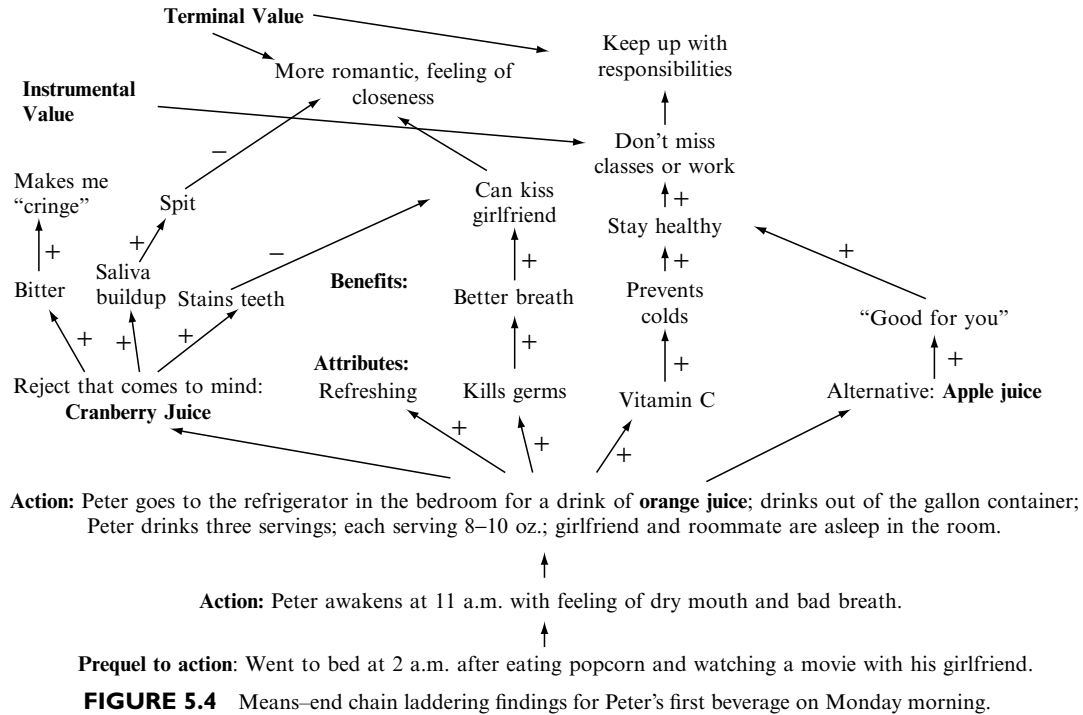 Terminal Value
Keep up with
responsibilities
More romantic, feeling of
closeness
Instrumental
Value
Don’t miss
classes or work
–
Makes me
“cringe”
Can kiss
girlfriend
+
Spit
Stay healthy
+
+
+
–
+
+
Saliva
buildup
Bitter
Stains teeth
Benefits:
Better breath
Prevents
colds
“Good for you”
+
+
+
+
Attributes:
+
+
Reject that comes to mind:
Cranberry Juice
Refreshing
Kills germs
Vitamin C
Alternative: Apple juice
+
+
+
Action: Peter goes to the refrigerator in the bedroom for a drink of orange juice; drinks out of the gallon container;
Peter drinks three servings; each serving 8–10 oz.; girlfriend and roommate are asleep in the room.
Action: Peter awakens at 11 a.m. with feeling of dry mouth and bad breath.
Prequel to action: Went to bed at 2 a.m. after eating popcorn and watching a movie with his girlfriend.
FIGURE 5.4 Means–end chain laddering findings for Peter’s first beverage on Monday morning.